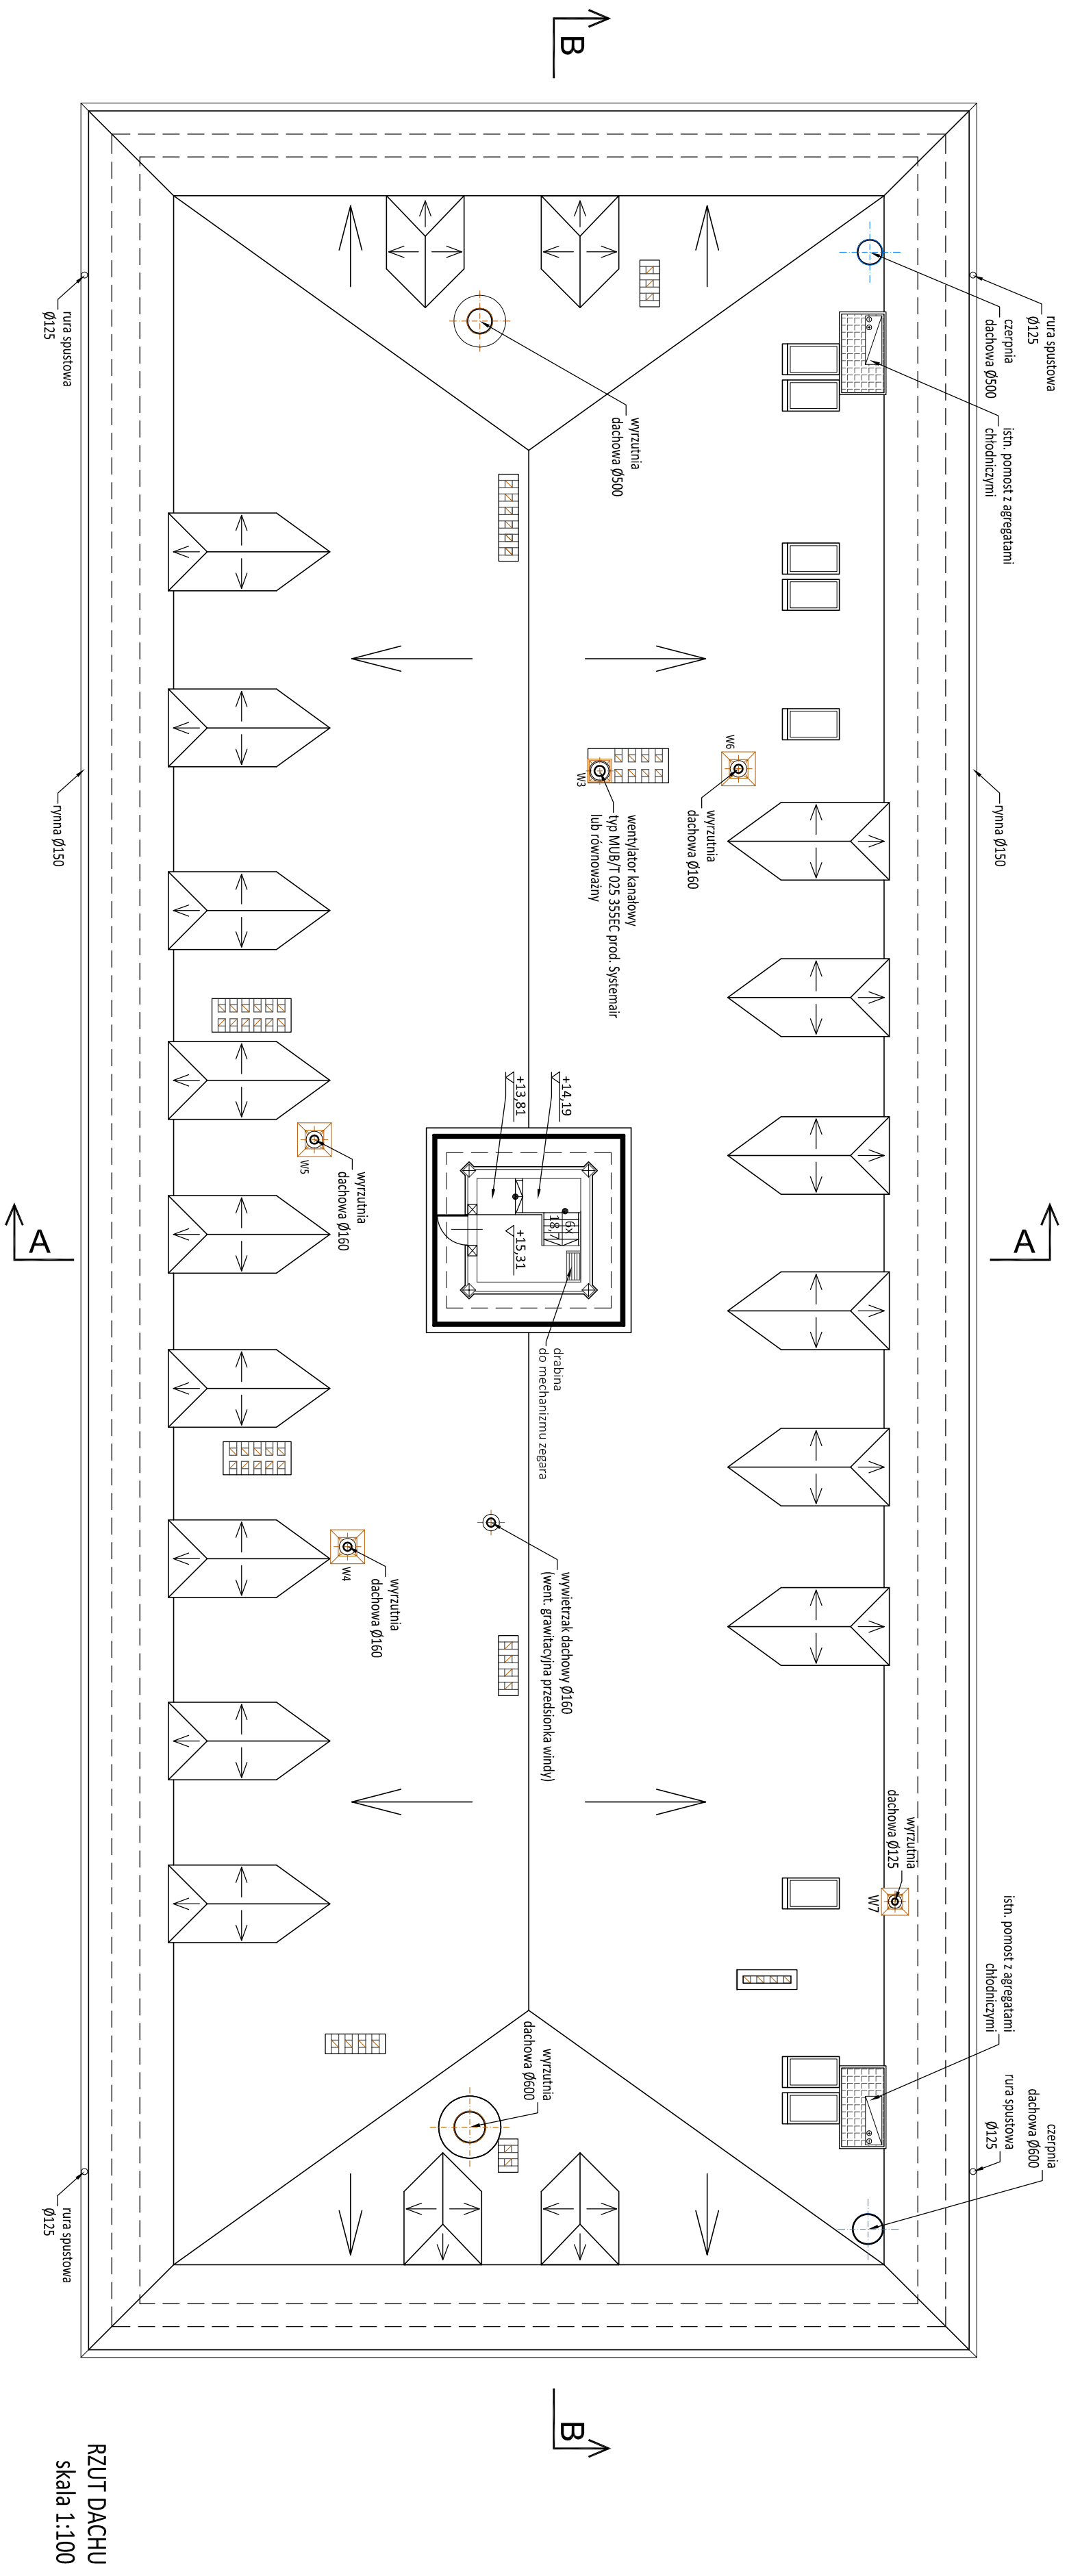 B
rura spustowa
Ø125
czerpnia
dachowa Ø500
istn. pomost z agregatami
chłodniczymi
rynna Ø150
wyrzutnia
dachowa Ø500
W6
wyrzutnia
dachowa Ø160
W3
wentylator kanałowy
typ MUB/T 025 355EC prod. Systemair
lub równoważny
rura spustowa
Ø125
rynna Ø150
+14,19
+13,81
6x
18,7
+15,31
drabina
do mechanizmu zegara
W5
wyrzutnia
dachowa Ø160
A
A
W4
wyrzutnia
dachowa Ø160
wywietrzak dachowy Ø160
(went. grawitacyjna przedsionka windy)
wyrzutnia
dachowa Ø125
W7
istn. pomost z agregatami
chłodniczymi
rura spustowa
Ø125
czerpnia
dachowa Ø600
wyrzutnia
dachowa Ø600
rura spustowa
Ø125
B
RZUT DACHU
skala 1:100